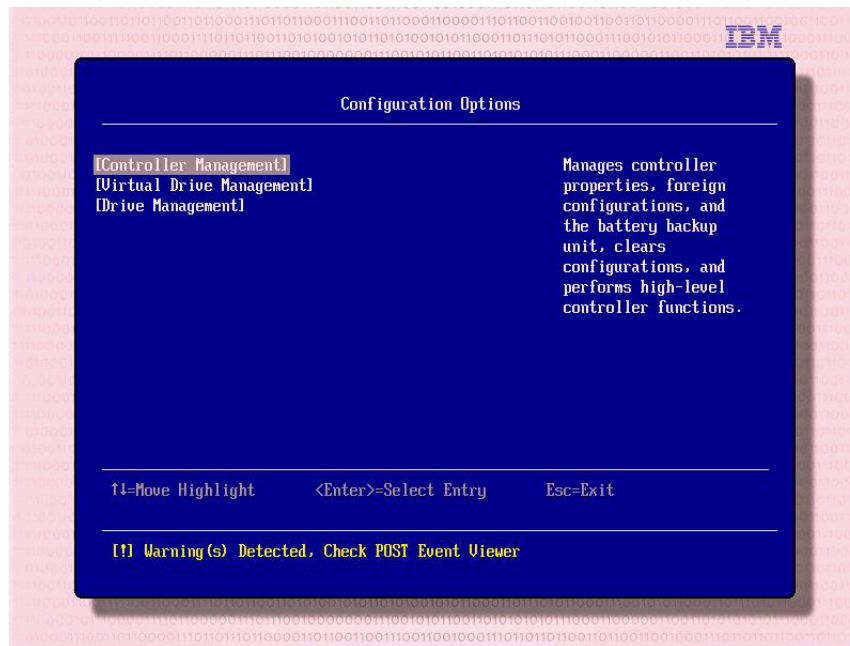 IBM
Configuration Options
[Controller Management]
[Virtual Drive Management]
[Drive Management]
Manages controller
properties, foreign
configurations, and
the battery backup
unit, clears
configurations, and
performs high-level
controller functions.
↑↓=Move Highlight <Enter>=Select Entry Esc=Exit
[!] Warning(s) Detected, Check POST Event Viewer